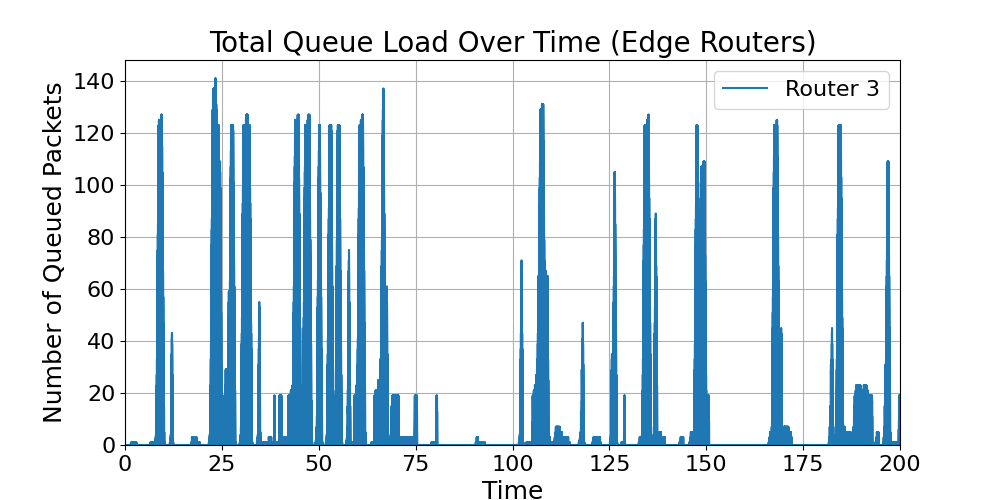 Total Queue Load Over Time (Edge Routers)
Number of Queued Packets
140
120
100
80
60
40
20
0
Router 3
0 25 50 75 100 125 150 175 200
Time